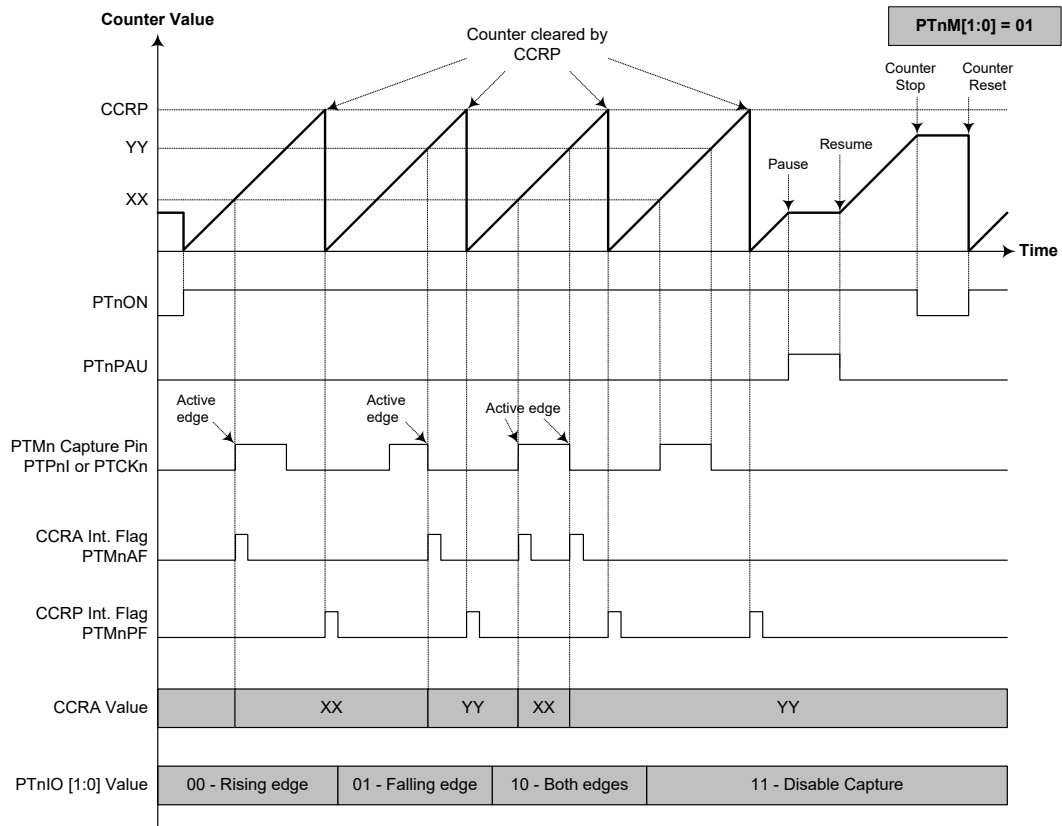 Counter Value
PTnM[1:0] = 01
Counter cleared by
CCRP
Counter
Stop
Counter
Reset
CCRP
YY
XX
Pause
Resume
Time
PTnON
PTnPAU
Active
edge
Active
edge
Active edge
PTMn Capture Pin
PTPnI or PTCKn
CCRA Int. Flag
PTMnAF
CCRP Int. Flag
PTMnPF
CCRA Value
XX
YY
XX
YY
PTnIO [1:0] Value
00 - Rising edge
01 - Falling edge
10 - Both edges
11 - Disable Capture